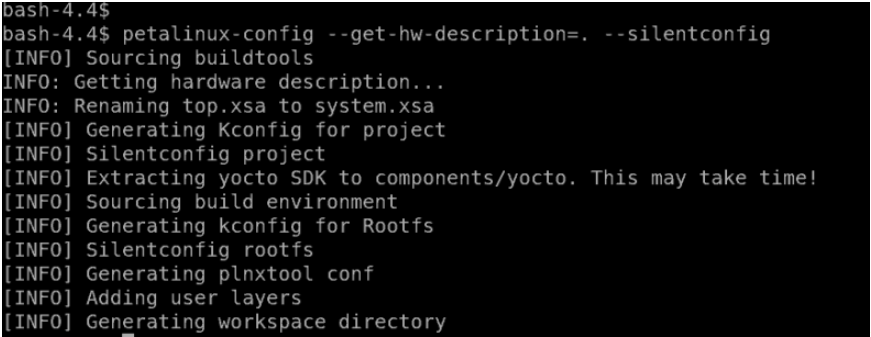 bash-4.4$
bash-4.4$ petalinux-config --get-hw-description=. --silentconfig
[INFO] Sourcing buildtools
INFO: Getting hardware description...
INFO: Renaming top.xsa to system.xsa
[INFO] Generating Kconfig for project
[INFO] Silentconfig project
[INFO] Extracting yocto SDK to components/yocto. This may take time!
[INFO] Sourcing build environment
[INFO] Generating kconfig for Rootfs
[INFO] Silentconfig rootfs
[INFO] Generating plnxtool conf
[INFO] Adding user layers
[INFO] Generating workspace directory